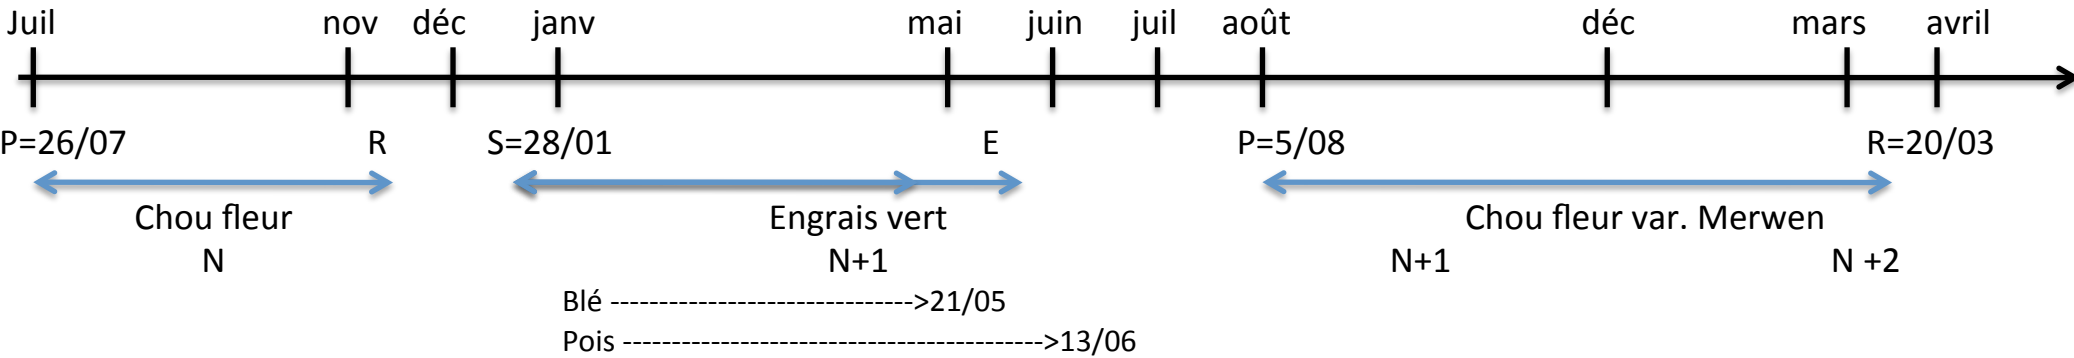 Juil nov déc janv mai juin juil août déc mars avril
P=26/07 R S=28/01 E P=5/08 R=20/03
Chou fleur Engrais vert Chou fleur var. Merwen
N N+1 N+1 N +2
Blé ------------------------------->21/05
Pois ------------------------------------------->13/06